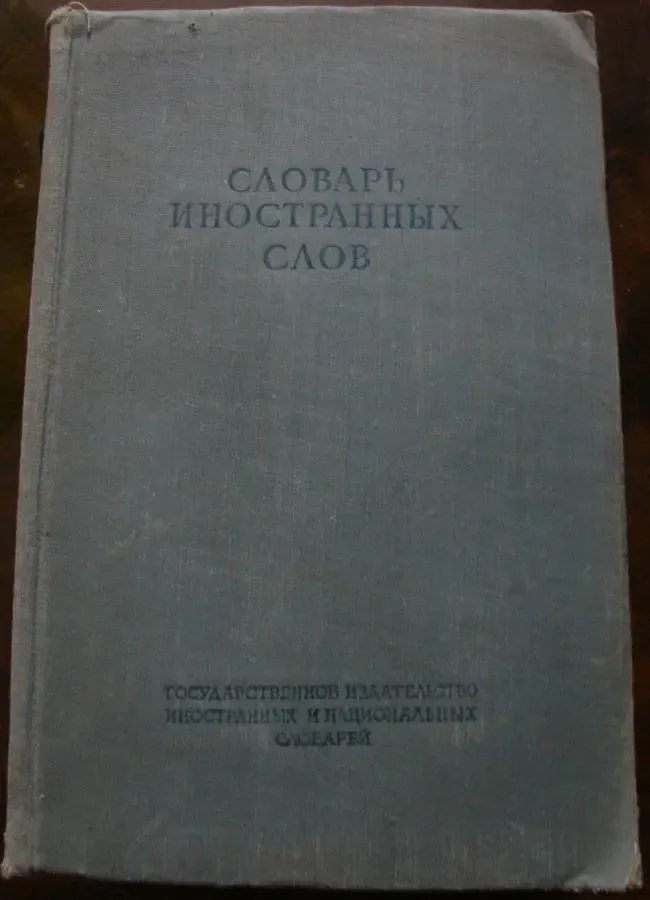 СЛОВАРЬ
ИНОСТРАННЫХ
СЛОВ
ГОСУДАРСТВЕННОЕ ИЗДАТЕЛЬСТВО
ИНОСТРАННЫХ И НАЦИОНАЛЬНЫХ
СЛОВАРЕЙ